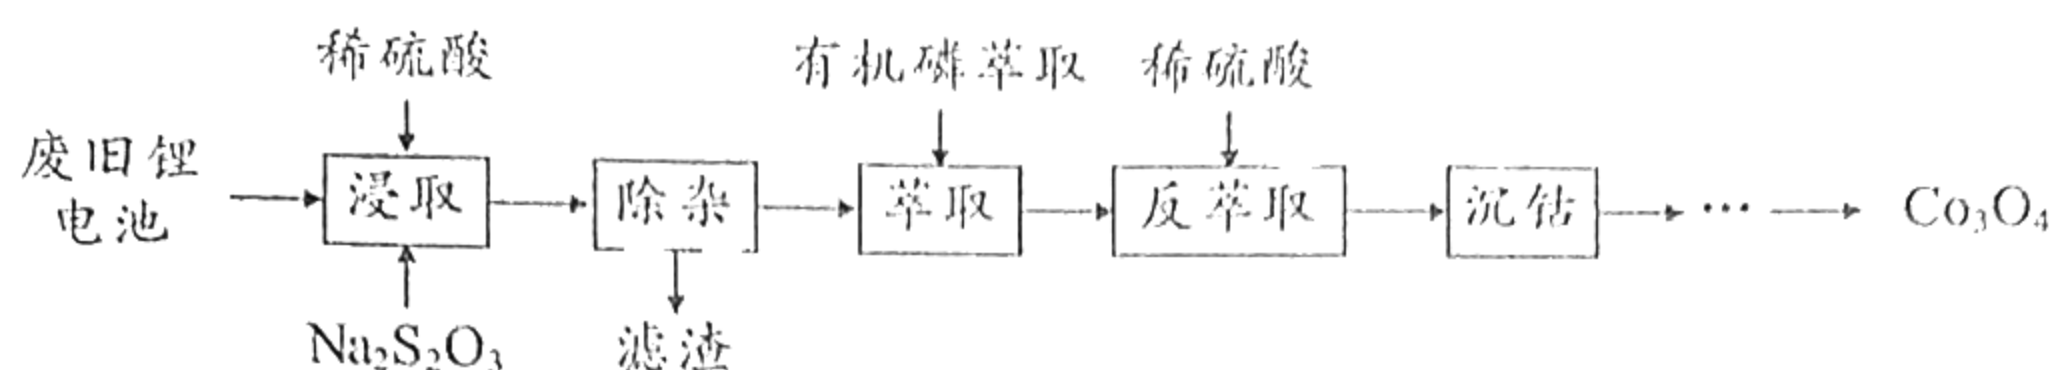 稀硫酸
有机磷萃取
稀硫酸
废旧锂
电池
浸取
除杂
萃取
反萃取
沉钴
…
Co₃O₄
Na₂S₂O₃
滤渣